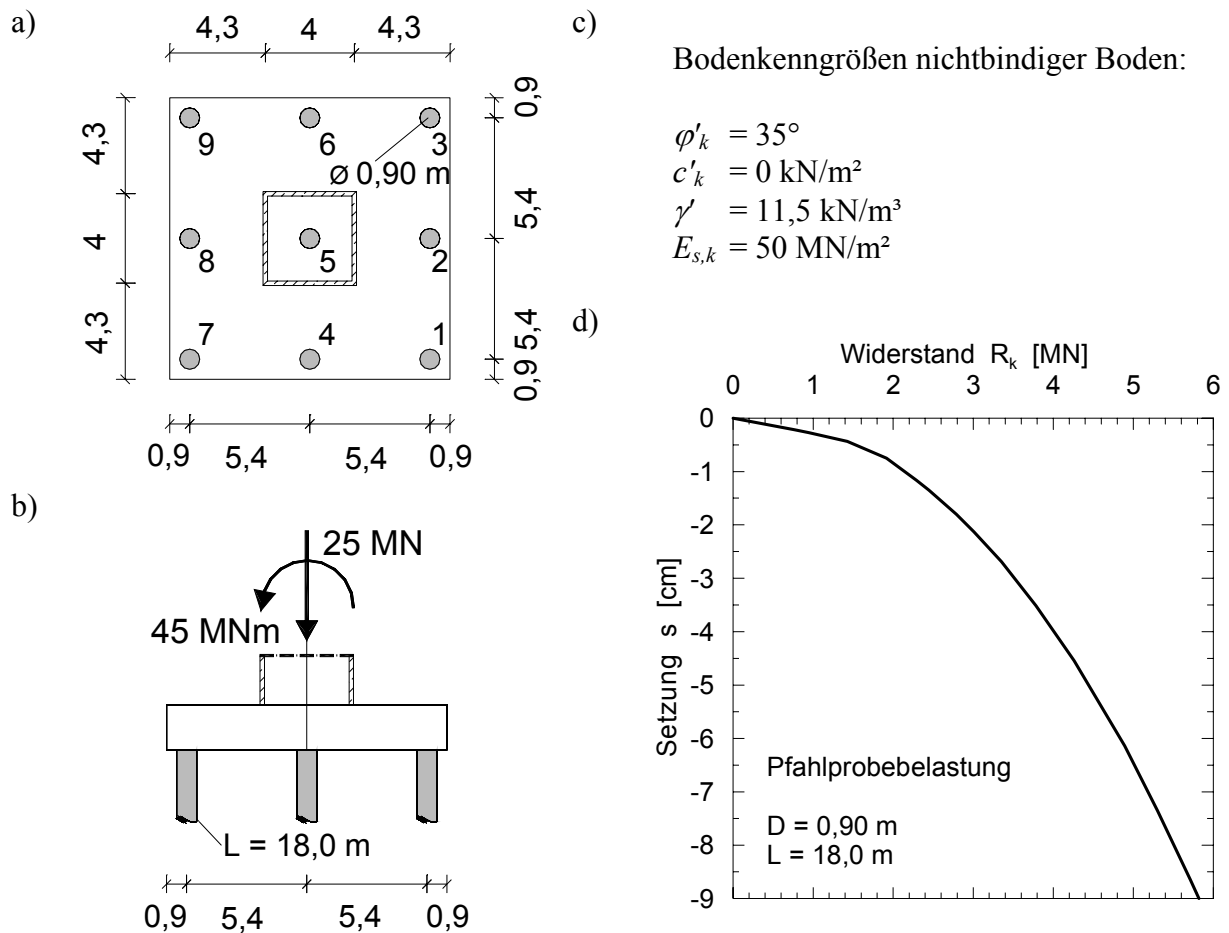 a)
4,3 4 4,3
4,3
4
4,3
9 6 3
ø 0,90 m
8 5 2
7 4 1
0,9
5,4
5,4
0,9
0,9 5,4 5,4 0,9
b)
25 MN
45 MNm
L = 18,0 m
0,9 5,4 5,4 0,9
c)
Bodenkenngrößen nichtbindiger Boden:
φ′k = 35°
c′k = 0 kN/m²
γ′ = 11,5 kN/m³
Es,k = 50 MN/m²
d)
Widerstand Rk [MN]
0 1 2 3 4 5 6
Setzung s [cm]
0
-1
-2
-3
-4
-5
-6
-7
-8
-9
Pfahlprobebelastung
D = 0,90 m
L = 18,0 m